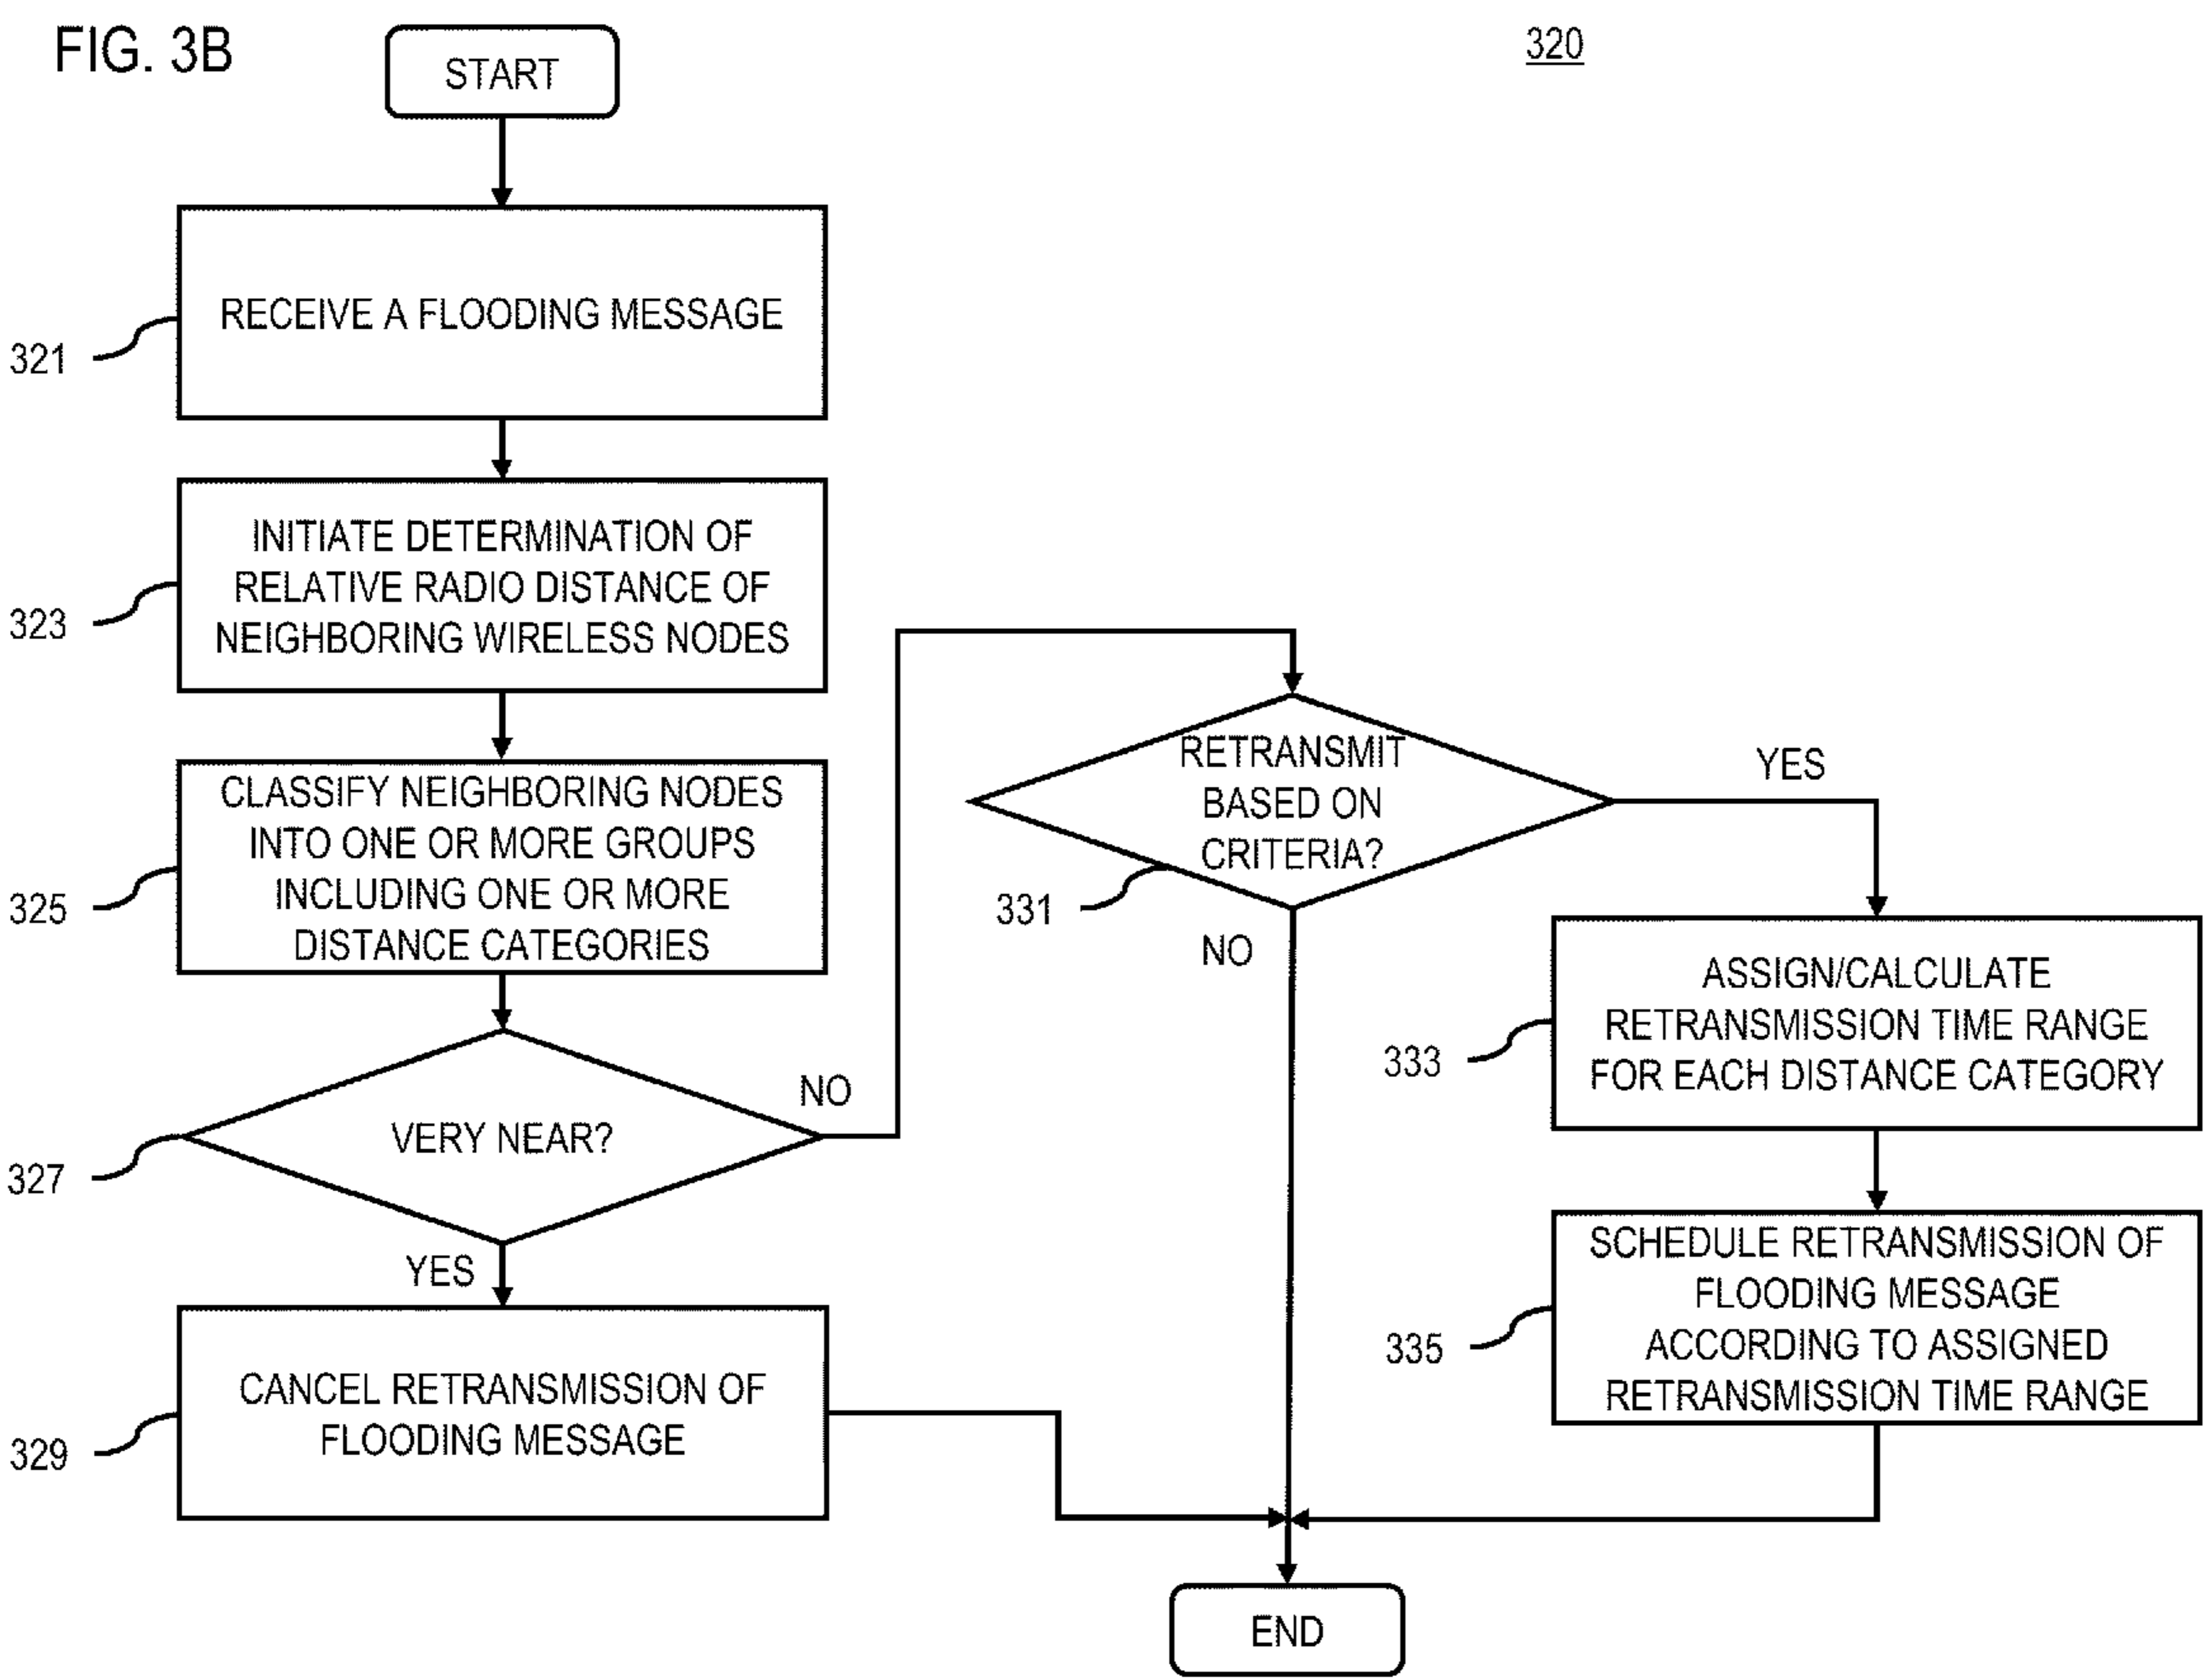 FIG. 3B
320
START
RECEIVE A FLOODING MESSAGE
321
INITIATE DETERMINATION OF
RELATIVE RADIO DISTANCE OF
NEIGHBORING WIRELESS NODES
323
CLASSIFY NEIGHBORING NODES
INTO ONE OR MORE GROUPS
INCLUDING ONE OR MORE
DISTANCE CATEGORIES
325
VERY NEAR?
327
NO
YES
CANCEL RETRANSMISSION OF
FLOODING MESSAGE
329
RETRANSMIT
BASED ON
CRITERIA?
331
YES
NO
ASSIGN/CALCULATE
RETRANSMISSION TIME RANGE
FOR EACH DISTANCE CATEGORY
333
SCHEDULE RETRANSMISSION OF
FLOODING MESSAGE
ACCORDING TO ASSIGNED
RETRANSMISSION TIME RANGE
335
END